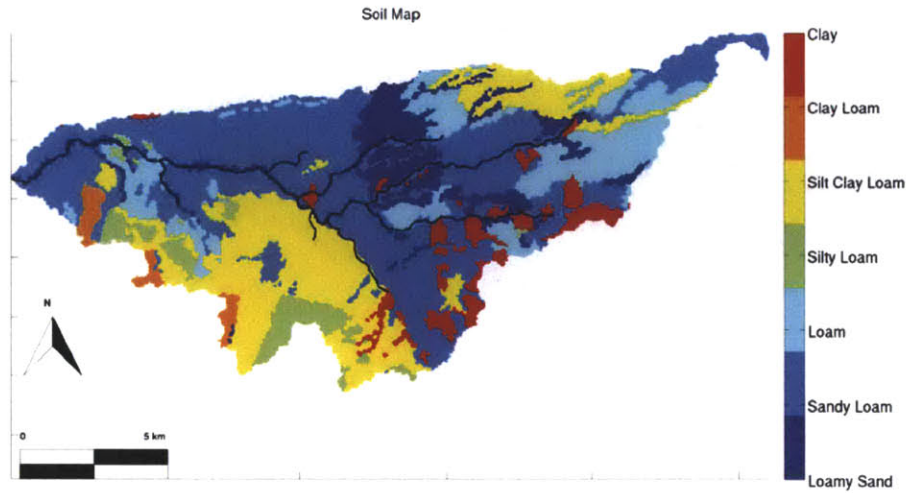 Soil Map
Clay
Clay Loam
Silt Clay Loam
Silty Loam
Loam
Sandy Loam
Loamy Sand
N
0 5 km